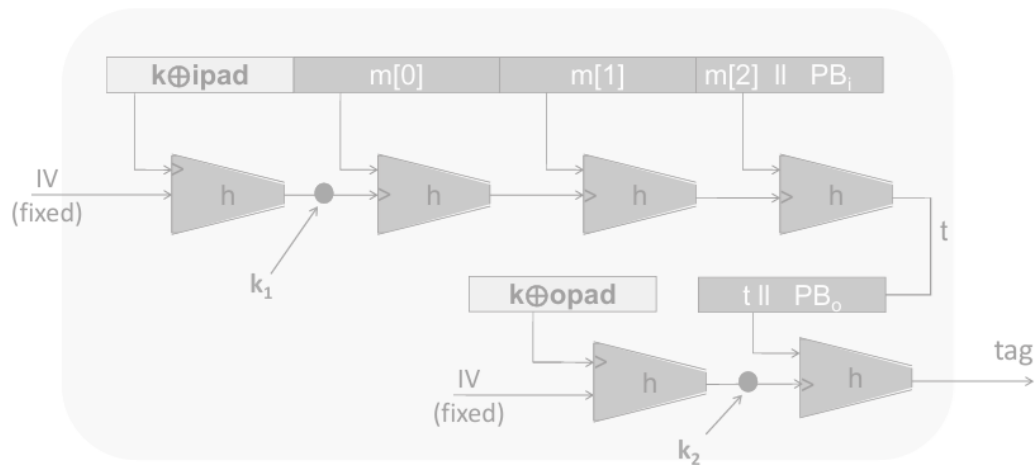 k⊕ipad m[0] m[1] m[2] ll PBᵢ
h h h h
IV
(fixed)
t
k₁
k⊕opad t ll PBₒ
tag
h h
IV
(fixed)
k₂